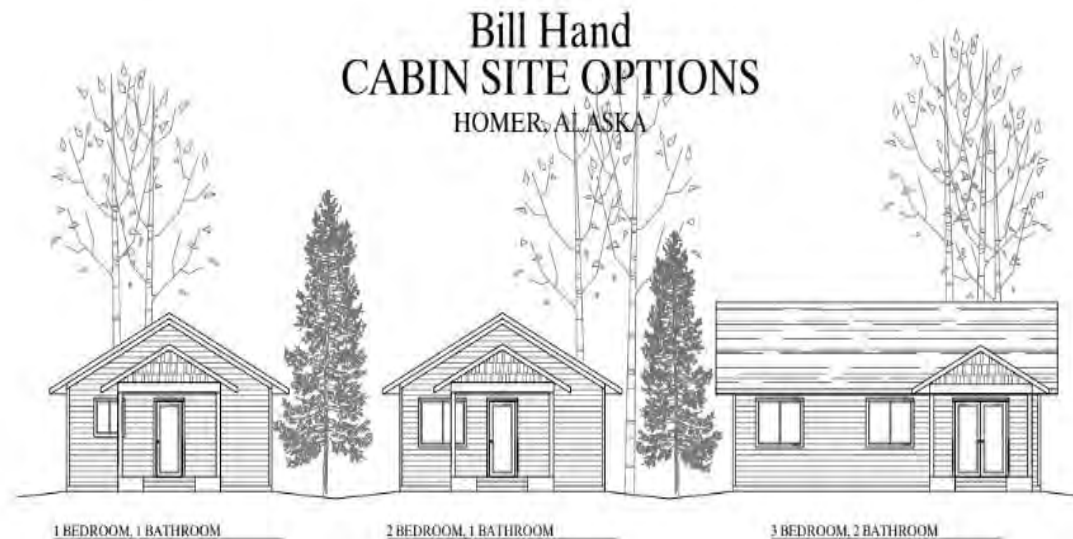 Bill Hand
CABIN SITE OPTIONS
HOMER, ALASKA
1 BEDROOM, 1 BATHROOM
2 BEDROOM, 1 BATHROOM
3 BEDROOM, 2 BATHROOM